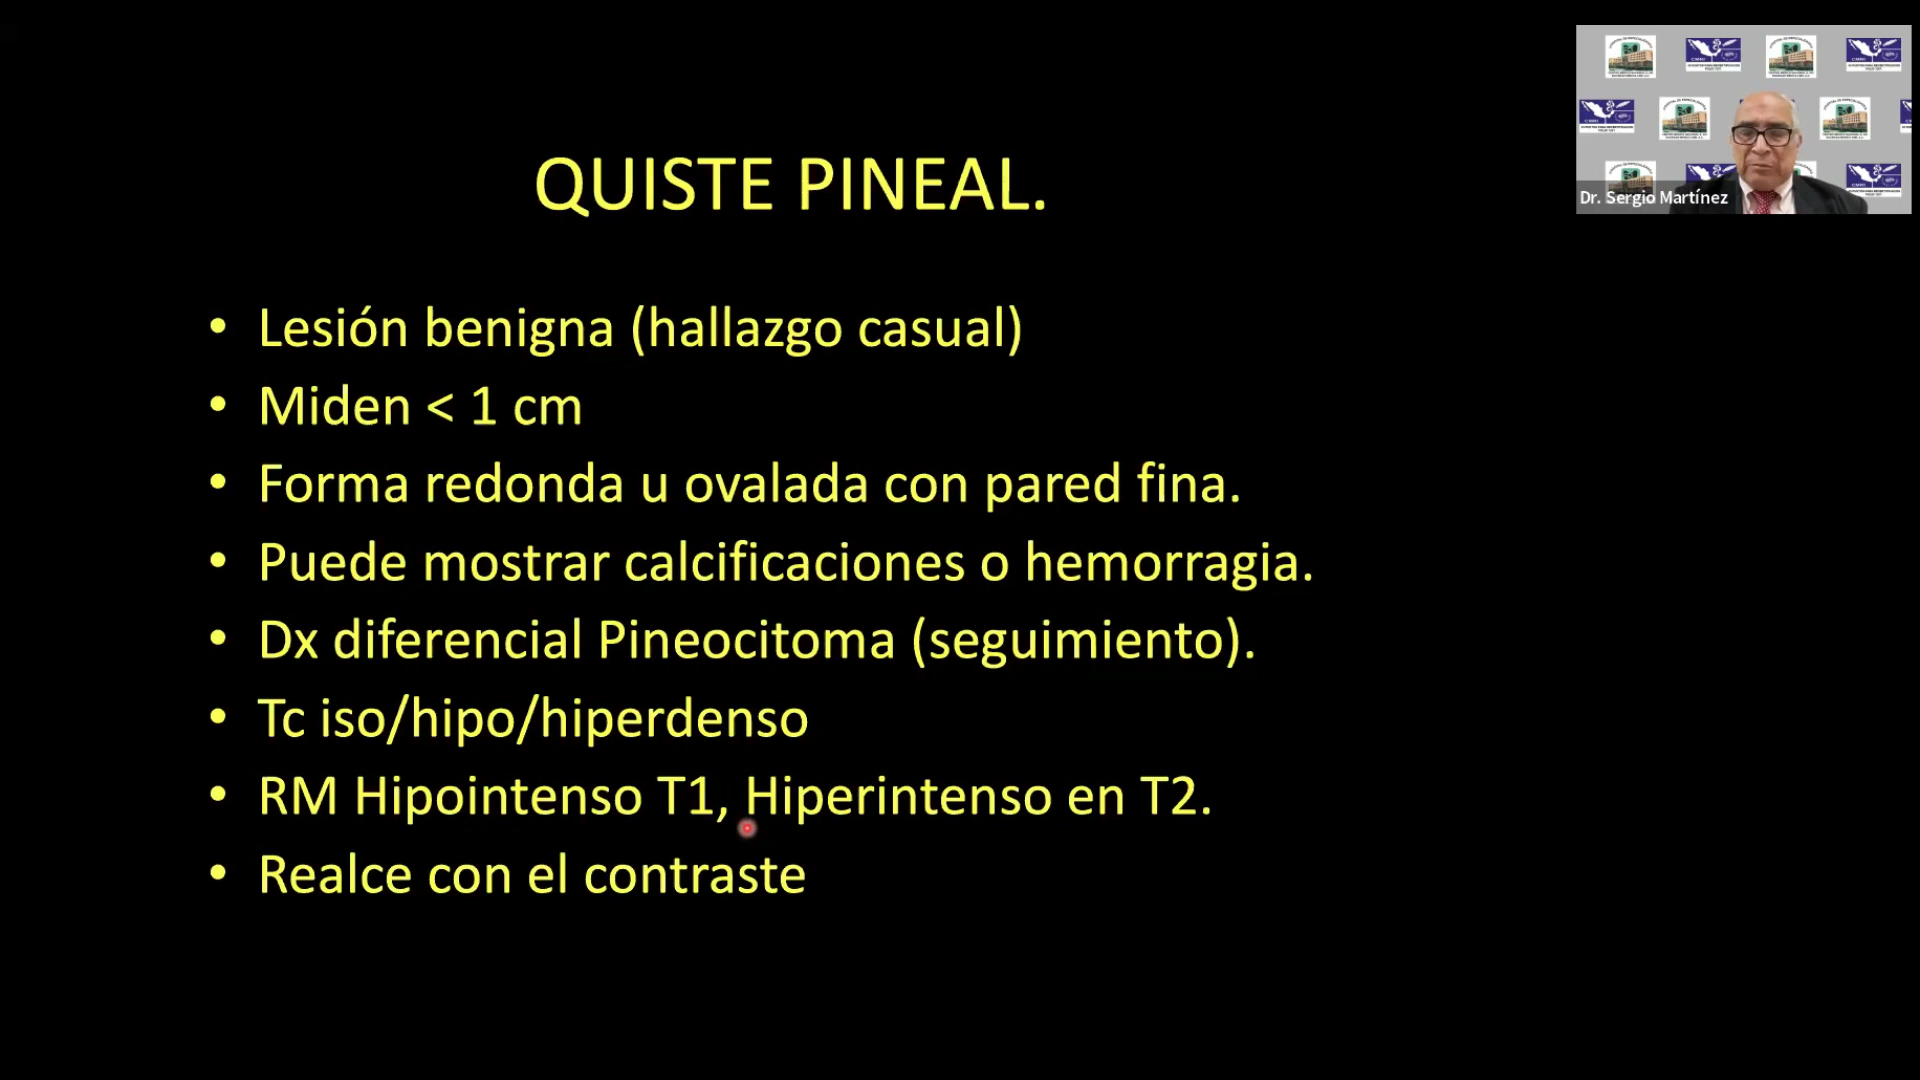 QUISTE PINEAL.
• Lesión benigna (hallazgo casual)
• Miden < 1 cm
• Forma redonda u ovalada con pared fina.
• Puede mostrar calcificaciones o hemorragia.
• Dx diferencial Pineocitoma (seguimiento).
• Tc iso/hipo/hiperdenso
• RM Hipointenso T1, Hiperintenso en T2.
• Realce con el contraste
Dr. Sergio Martínez